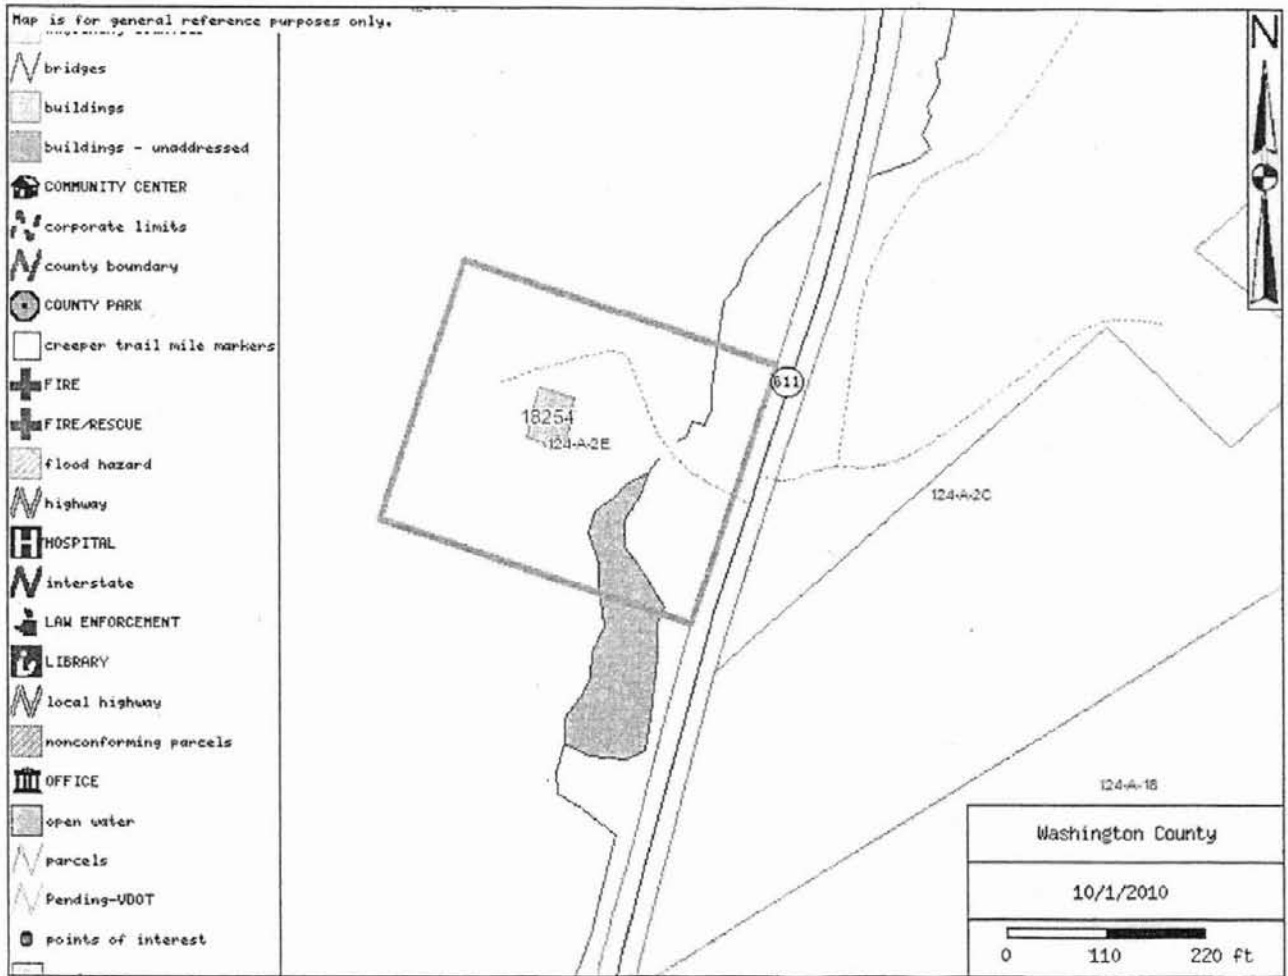 Map is for general reference purposes only.
bridges
buildings
buildings - unaddressed
COMMUNITY CENTER
corporate limits
county boundary
COUNTY PARK
creeper trail mile markers
FIRE
FIRE/RESCUE
flood hazard
highway
H HOSPITAL
interstate
LAW ENFORCEMENT
LIBRARY
local highway
nonconforming parcels
OFFICE
open water
parcels
Pending-VDOT
points of interest
N
611
18254
124-A-2E
124-A-2C
124-A-16
Washington County
10/1/2010
0 110 220 ft